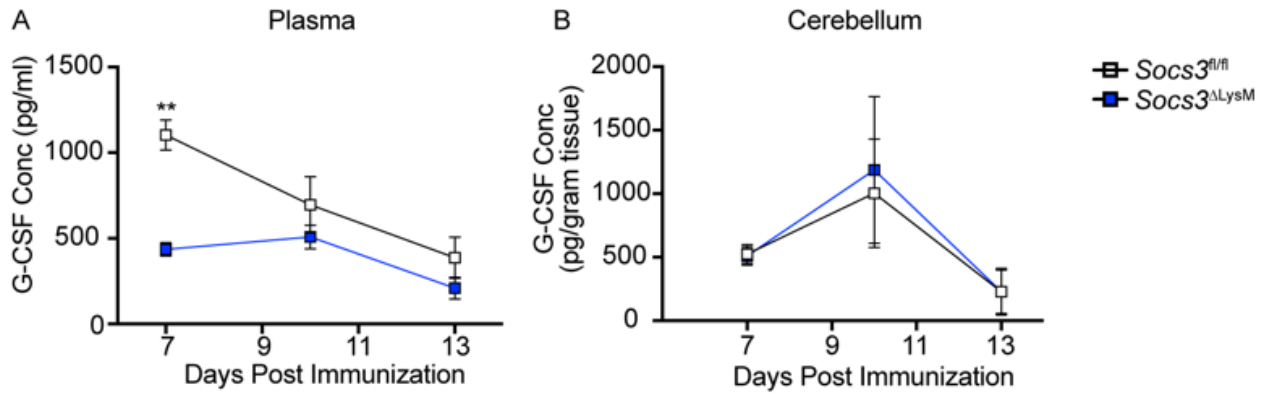 A
Plasma
G-CSF Conc (pg/ml)
1500
1000
500
0
**
7 9 11 13
Days Post Immunization
B
Cerebellum
G-CSF Conc
(pg/gram tissue)
2000
1500
1000
500
0
7 9 11 13
Days Post Immunization
Socs3fl/fl
Socs3ΔLysM